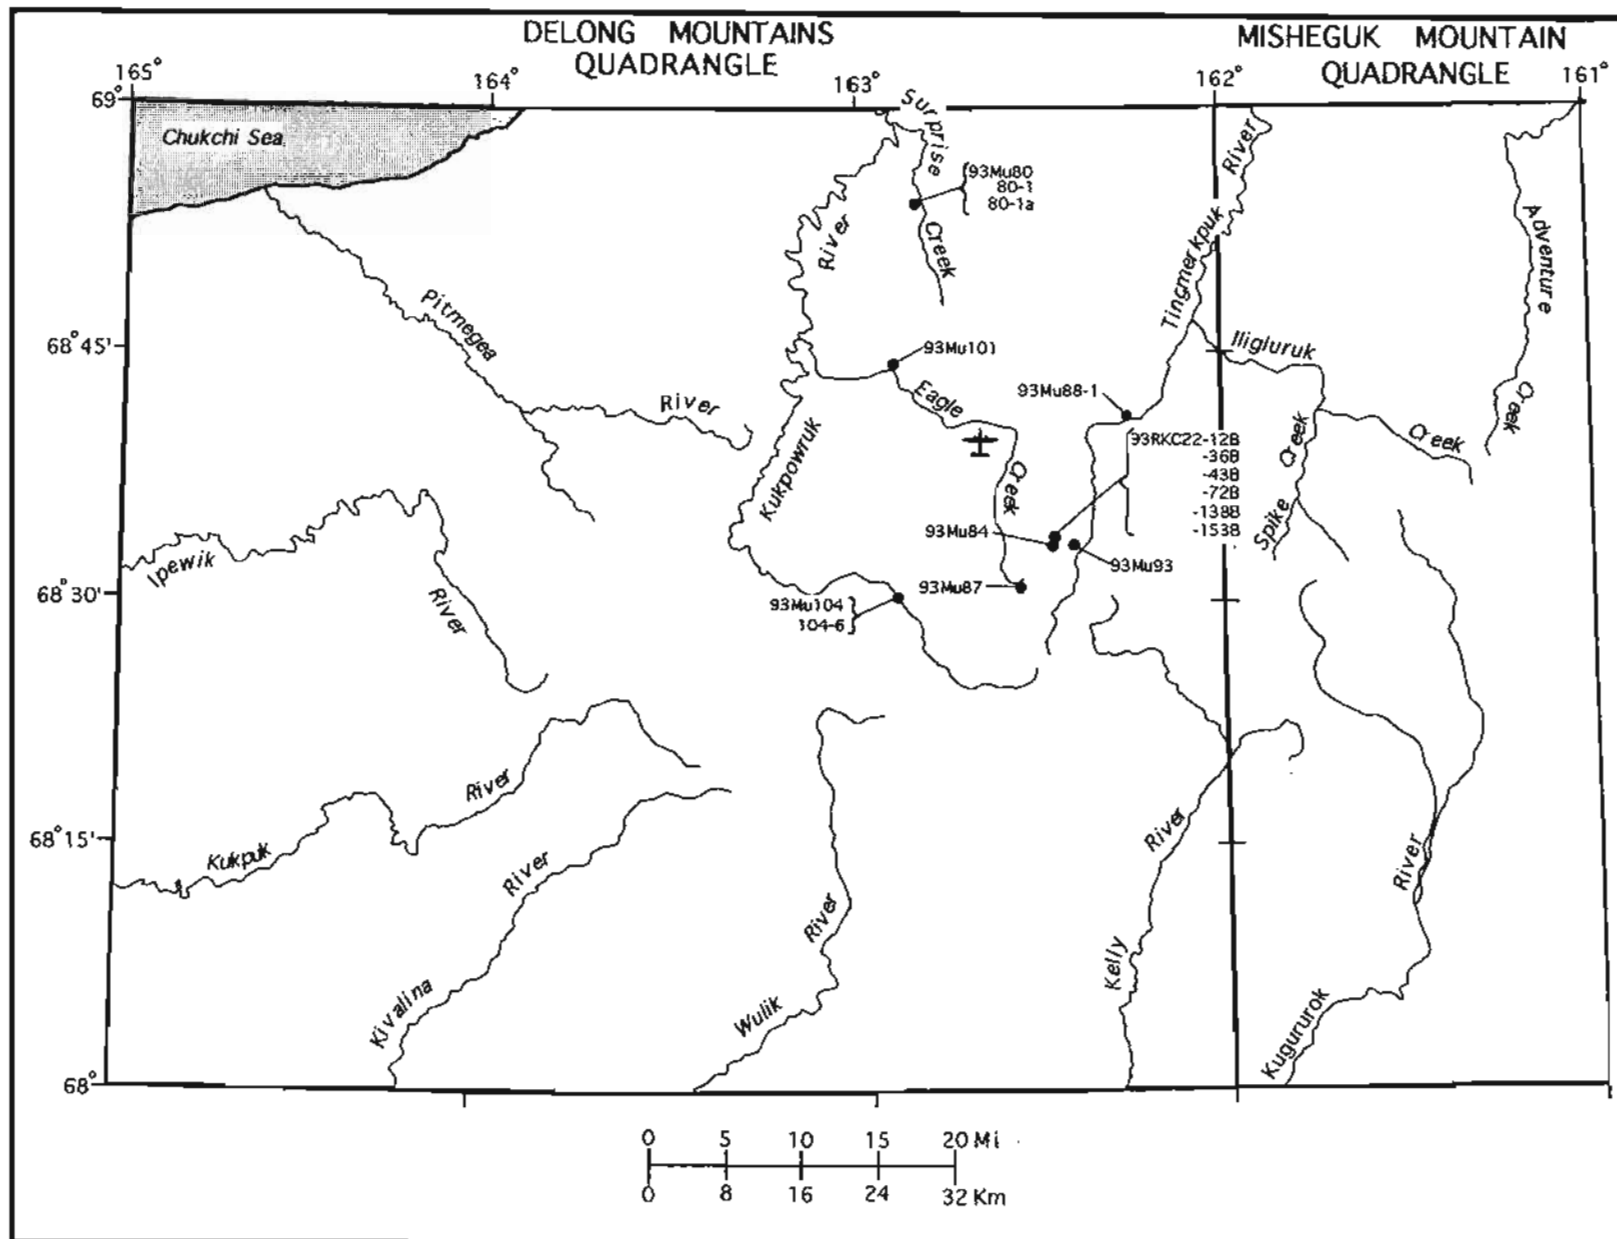 DELONG MOUNTAINS
QUADRANGLE
MISHEGUK MOUNTAIN
QUADRANGLE
165°
164°
163°
162°
161°
69°
Chukchi Sea
Surprise
Creek
93Mu80
80-1
80-1a
River
River
Tingmerkpuk
Adventure
Creek
Pitmegea
River
68°45'
93Mu101
Iligluruk
Creek
Eagle
Creek
93Mu88-1
Kukpowruk
93RKC22-12B
-36B
-43B
-72B
-138B
-153B
Spike
Creek
93Mu84
93Mu93
93Mu87
Ipewik
River
68°30'
93Mu104
104-6
River
Kukpuk
68°15'
River
River
River
River
Kivalina
Wulik
Kelly
Kugururok
68°
0 5 10 15 20 Mi
0 8 16 24 32 Km